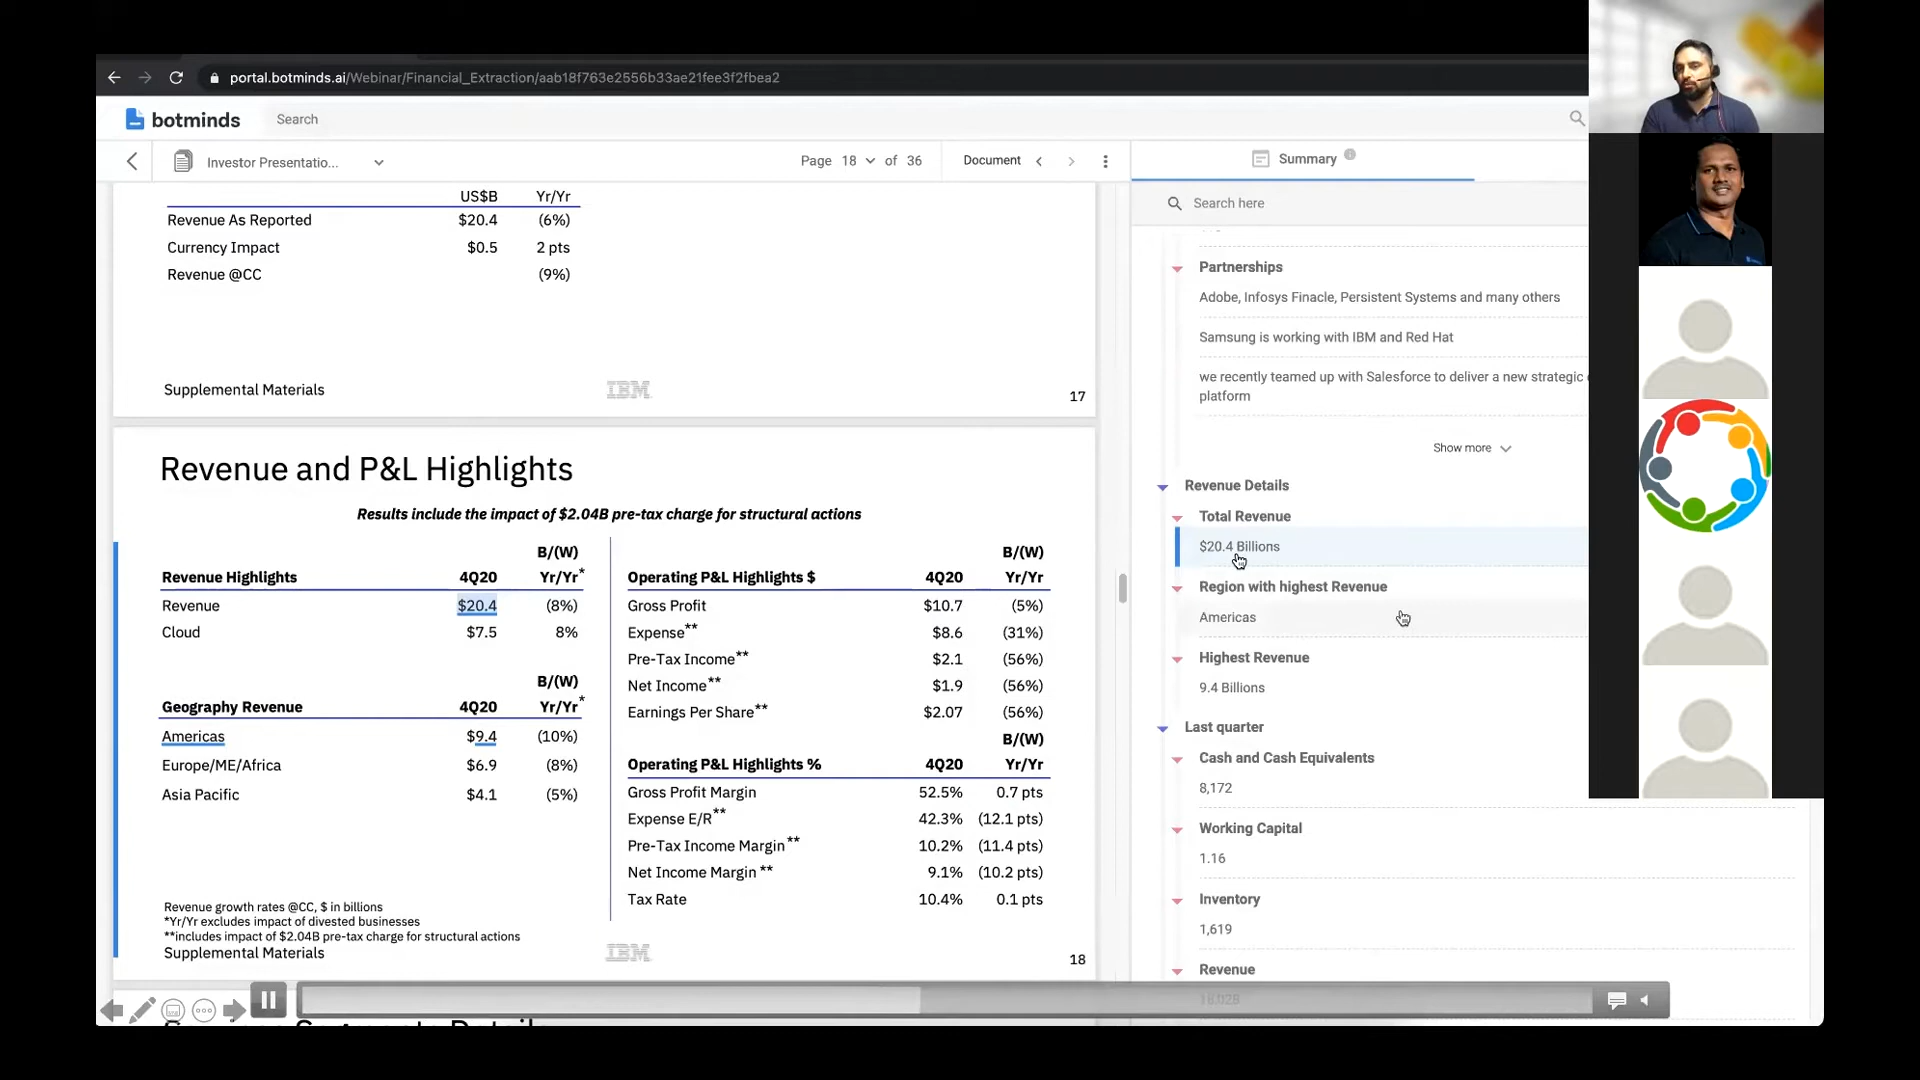 portal.botminds.ai/Webinar/Financial_Extraction/aab18f763e2556b33ae21fee3f2fbea2
botminds
Search
Investor Presentatio...
Page 18 of 36
Document
US$B Yr/Yr
Revenue As Reported $20.4 (6%)
Currency Impact $0.5 2 pts
Revenue @CC (9%)
Supplemental Materials
IBM
17
Revenue and P&L Highlights
Results include the impact of $2.04B pre-tax charge for structural actions
B/(W)
Revenue Highlights 4Q20 Yr/Yr*
Revenue $20.4 (8%)
Cloud $7.5 8%
B/(W)
Geography Revenue 4Q20 Yr/Yr*
Americas $9.4 (10%)
Europe/ME/Africa $6.9 (8%)
Asia Pacific $4.1 (5%)
Revenue growth rates @CC, $ in billions
*Yr/Yr excludes impact of divested businesses
**includes impact of $2.04B pre-tax charge for structural actions
Supplemental Materials
B/(W)
Operating P&L Highlights $ 4Q20 Yr/Yr
Gross Profit $10.7 (5%)
Expense** $8.6 (31%)
Pre-Tax Income** $2.1 (56%)
Net Income** $1.9 (56%)
Earnings Per Share** $2.07 (56%)
B/(W)
Operating P&L Highlights % 4Q20 Yr/Yr
Gross Profit Margin 52.5% 0.7 pts
Expense E/R** 42.3% (12.1 pts)
Pre-Tax Income Margin** 10.2% (11.4 pts)
Net Income Margin ** 9.1% (10.2 pts)
Tax Rate 10.4% 0.1 pts
IBM
18
Summary
Search here
Partnerships
Adobe, Infosys Finacle, Persistent Systems and many others
Samsung is working with IBM and Red Hat
we recently teamed up with Salesforce to deliver a new strategic
platform
Show more
Revenue Details
Total Revenue
$20.4 Billions
Region with highest Revenue
Americas
Highest Revenue
9.4 Billions
Last quarter
Cash and Cash Equivalents
8,172
Working Capital
1.16
Inventory
1,619
Revenue